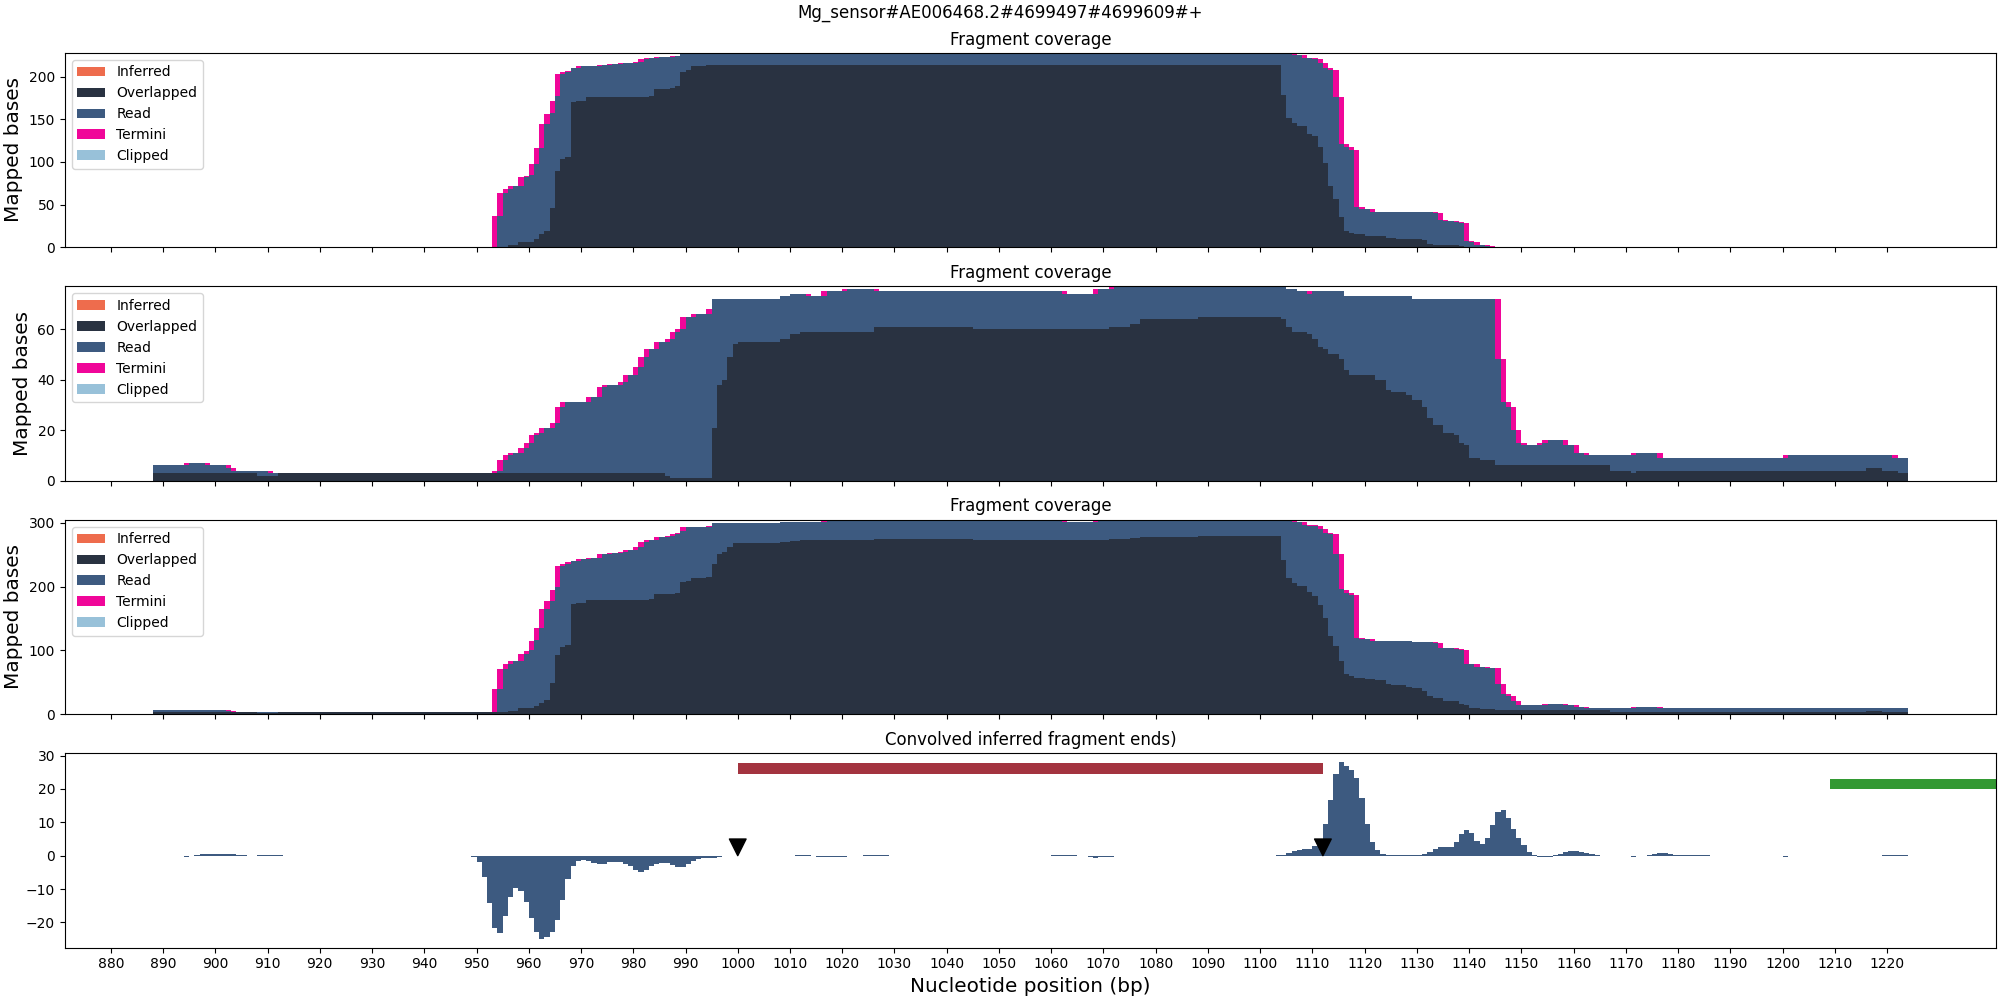 Mg_sensor#AE006468.2#4699497#4699609#+
Fragment coverage
Mapped bases
200
150
100
50
0
Inferred
Overlapped
Read
Termini
Clipped
Fragment coverage
Mapped bases
60
40
20
0
Inferred
Overlapped
Read
Termini
Clipped
Fragment coverage
Mapped bases
300
200
100
0
Inferred
Overlapped
Read
Termini
Clipped
Convolved inferred fragment ends)
30
20
10
0
−10
−20
880 890 900 910 920 930 940 950 960 970 980 990 1000 1010 1020 1030 1040 1050 1060 1070 1080 1090 1100 1110 1120 1130 1140 1150 1160 1170 1180 1190 1200 1210 1220
Nucleotide position (bp)